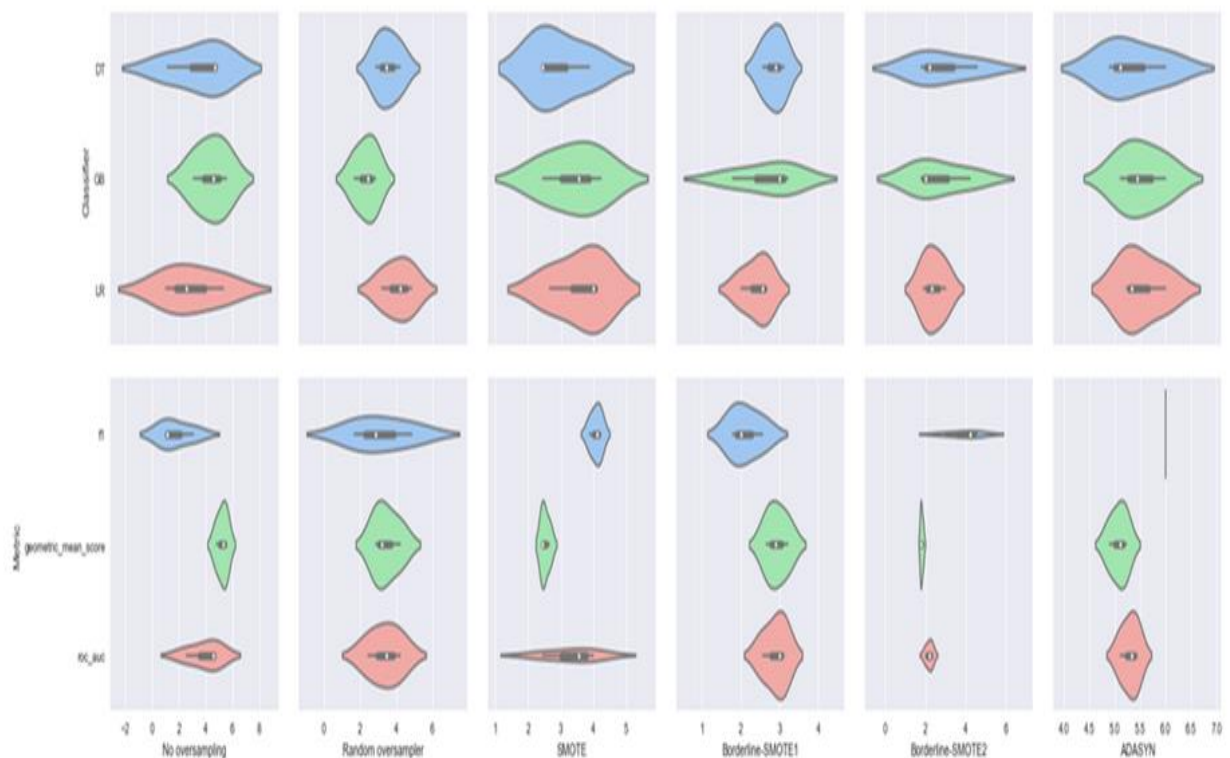 Classifier
DT
GB
LR
Metric
f1
geometric_mean_score
roc_auc
-2 0 2 4 6 8
0 2 4 6
1 2 3 4 5
1 2 3 4
0 2 4 6
4.0 4.5 5.0 5.5 6.0 6.5 7.0
No oversampling
Random oversampler
SMOTE
Borderline-SMOTE1
Borderline-SMOTE2
ADASYN